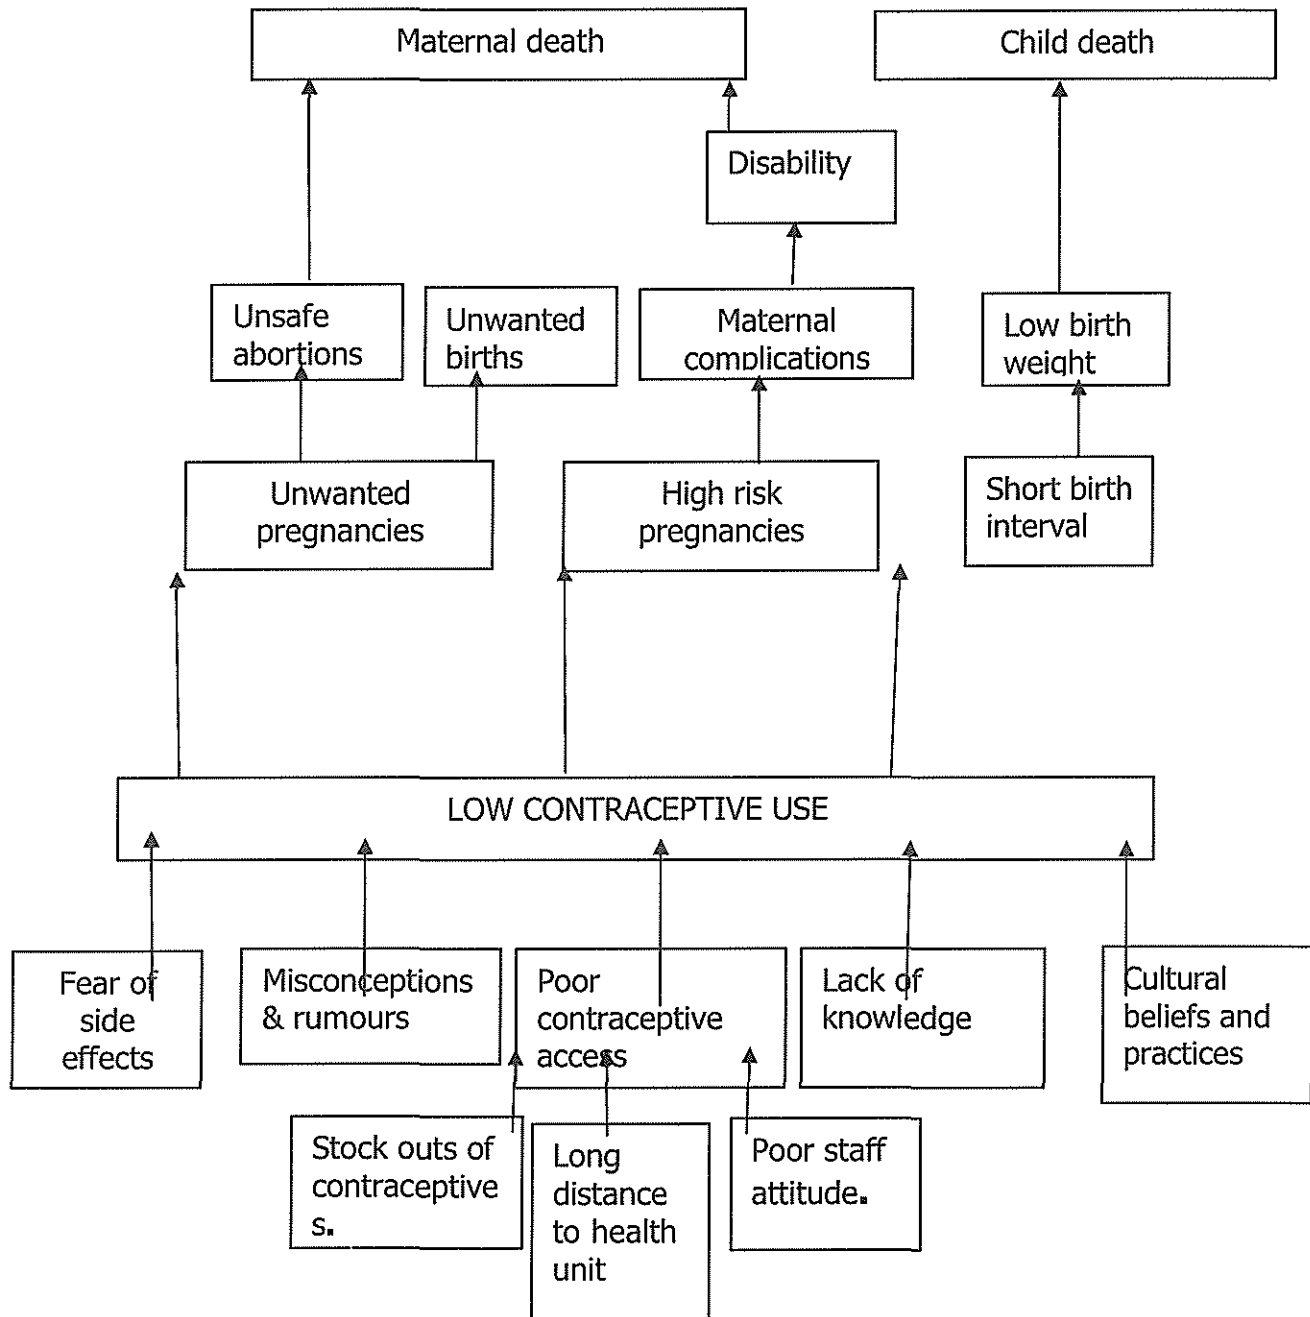 Maternal death
Child death
Disability
Unsafe
abortions
Unwanted
births
Maternal
complications
Low birth
weight
Unwanted
pregnancies
High risk
pregnancies
Short birth
interval
LOW CONTRACEPTIVE USE
Fear of
side
effects
Misconceptions
& rumours
Poor
contraceptive
access
Lack of
knowledge
Cultural
beliefs and
practices
Stock outs of
contraceptive
s.
Long
distance
to health
unit
Poor staff
attitude.